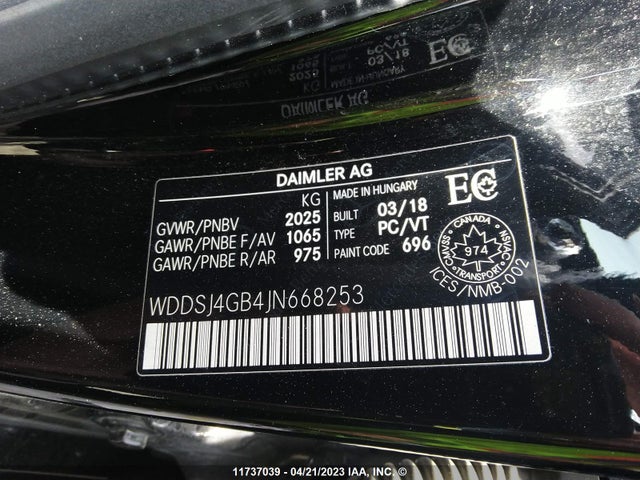 DAIMLER AG
KG
GVWR/PNBV 2025
GAWR/PNBE F/AV 1065
GAWR/PNBE R/AR 975
MADE IN HUNGARY
BUILT 03/18
TYPE PC/VT
PAINT CODE 696
EC
CANADA
CMVSS 974 NSVAC
TRANSPORT
ICES/NMB-002
WDDSJ4GB4JN668253
11737039 - 04/21/2023 IAA, INC.